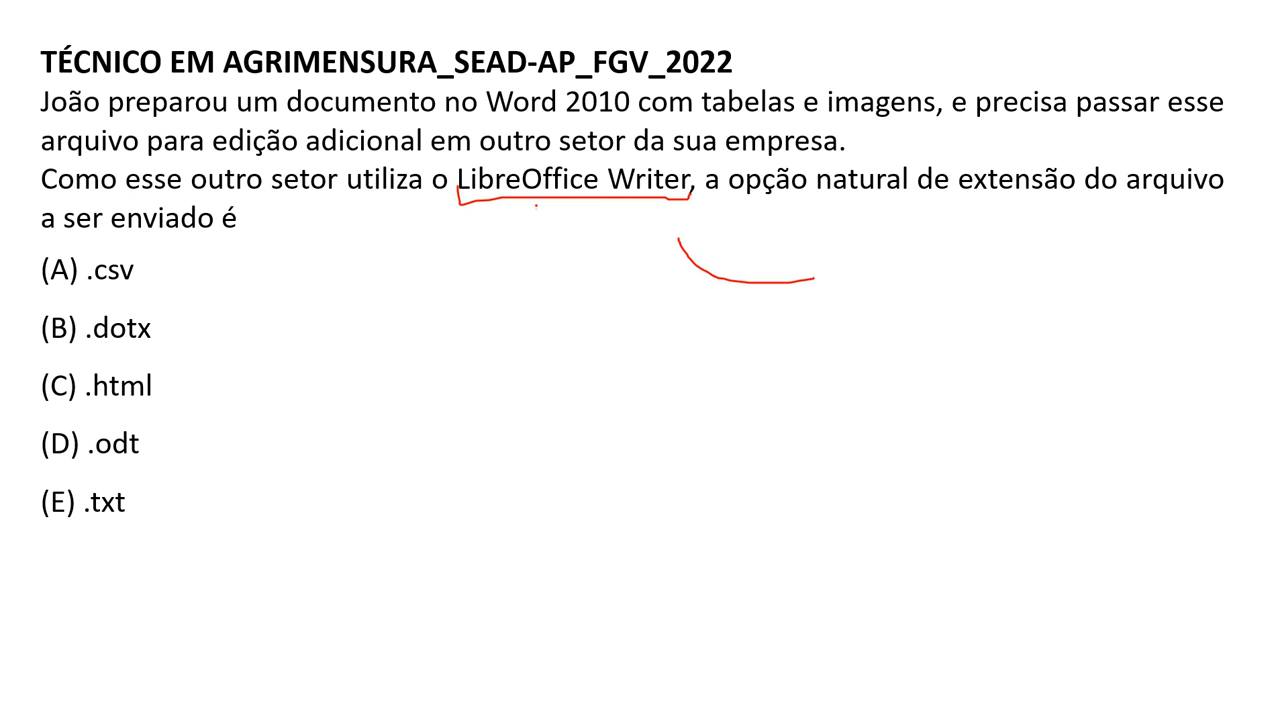 TÉCNICO EM AGRIMENSURA_SEAD-AP_FGV_2022
João preparou um documento no Word 2010 com tabelas e imagens, e precisa passar esse
arquivo para edição adicional em outro setor da sua empresa.
Como esse outro setor utiliza o LibreOffice Writer, a opção natural de extensão do arquivo
a ser enviado é
(A) .csv
(B) .dotx
(C) .html
(D) .odt
(E) .txt